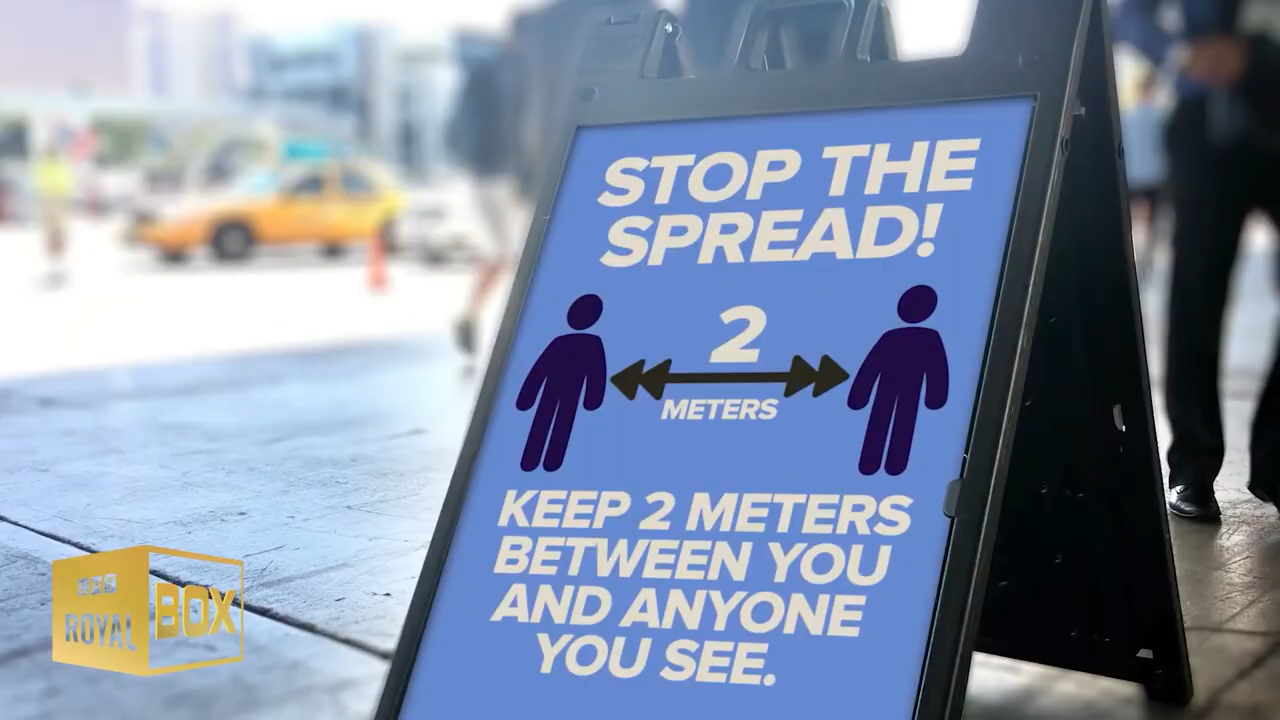 STOP THE
SPREAD!
2
METERS
KEEP 2 METERS
BETWEEN YOU
AND ANYONE
YOU SEE.
ROYAL
BOX